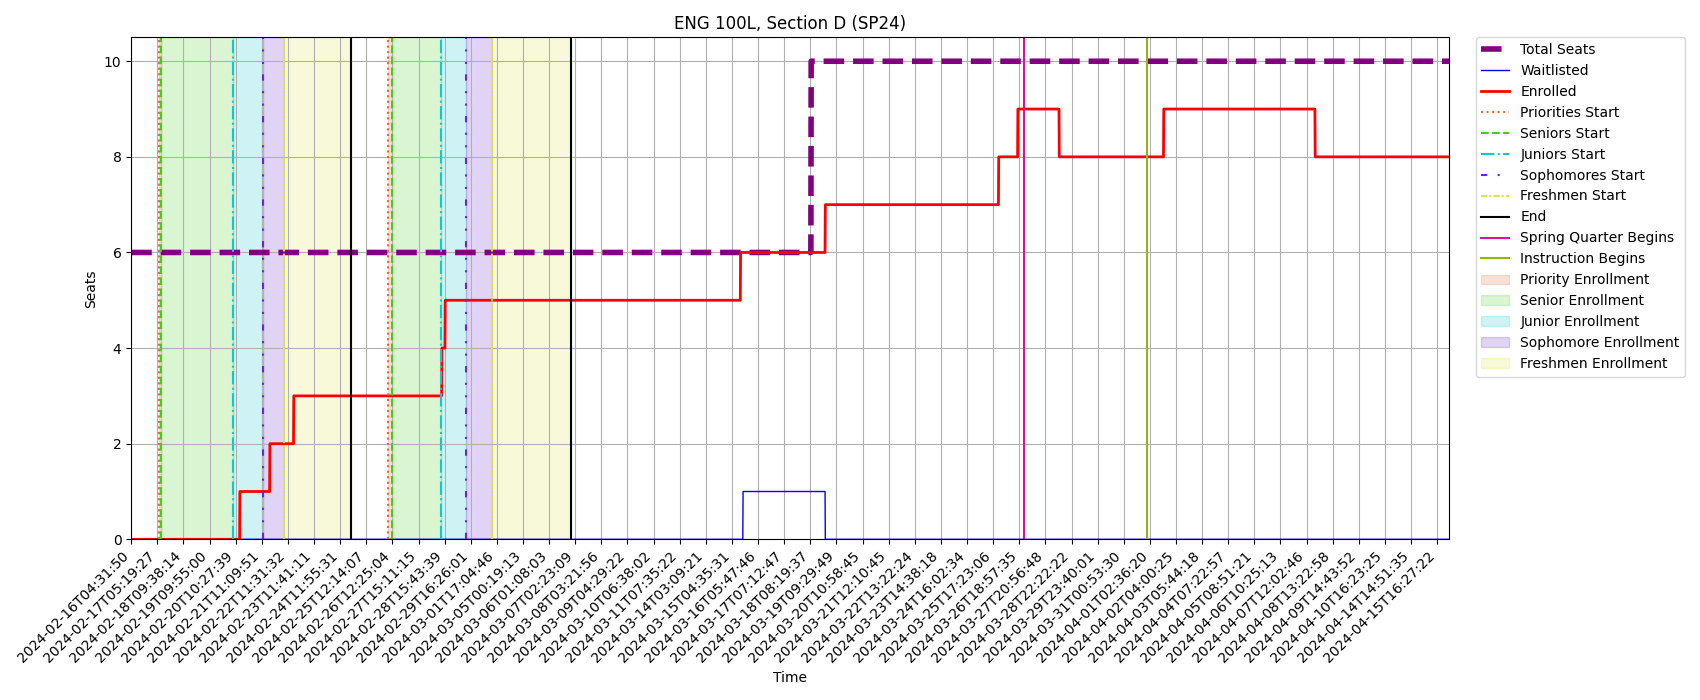 ENG 100L, Section D (SP24)
10
8
6
4
2
0
Seats
2024-02-16T04:31:50
2024-02-17T05:19:27
2024-02-18T09:38:14
2024-02-19T09:55:00
2024-02-20T10:27:39
2024-02-21T11:09:51
2024-02-22T11:31:32
2024-02-23T11:41:11
2024-02-24T11:55:31
2024-02-25T12:14:07
2024-02-26T12:25:04
2024-02-27T15:11:15
2024-02-28T15:43:39
2024-02-29T16:26:01
2024-03-01T17:04:46
2024-03-05T00:19:13
2024-03-06T01:08:03
2024-03-07T02:23:09
2024-03-08T03:21:56
2024-03-09T04:29:22
2024-03-10T06:38:02
2024-03-11T07:35:22
2024-03-14T03:09:21
2024-03-15T04:35:31
2024-03-16T05:47:46
2024-03-17T07:12:47
2024-03-18T08:19:37
2024-03-19T09:29:49
2024-03-20T10:58:45
2024-03-21T12:10:45
2024-03-22T13:22:24
2024-03-23T14:38:18
2024-03-24T16:02:34
2024-03-25T17:23:06
2024-03-26T18:57:35
2024-03-27T20:56:48
2024-03-28T22:22:22
2024-03-29T23:40:01
2024-03-31T00:53:30
2024-04-01T02:36:20
2024-04-02T04:00:25
2024-04-03T05:44:18
2024-04-04T07:22:57
2024-04-05T08:51:21
2024-04-06T10:25:13
2024-04-07T12:02:46
2024-04-08T13:22:58
2024-04-09T14:43:52
2024-04-10T16:23:25
2024-04-14T14:51:35
2024-04-15T16:27:22
Time
Total Seats
Waitlisted
Enrolled
Priorities Start
Seniors Start
Juniors Start
Sophomores Start
Freshmen Start
End
Spring Quarter Begins
Instruction Begins
Priority Enrollment
Senior Enrollment
Junior Enrollment
Sophomore Enrollment
Freshmen Enrollment